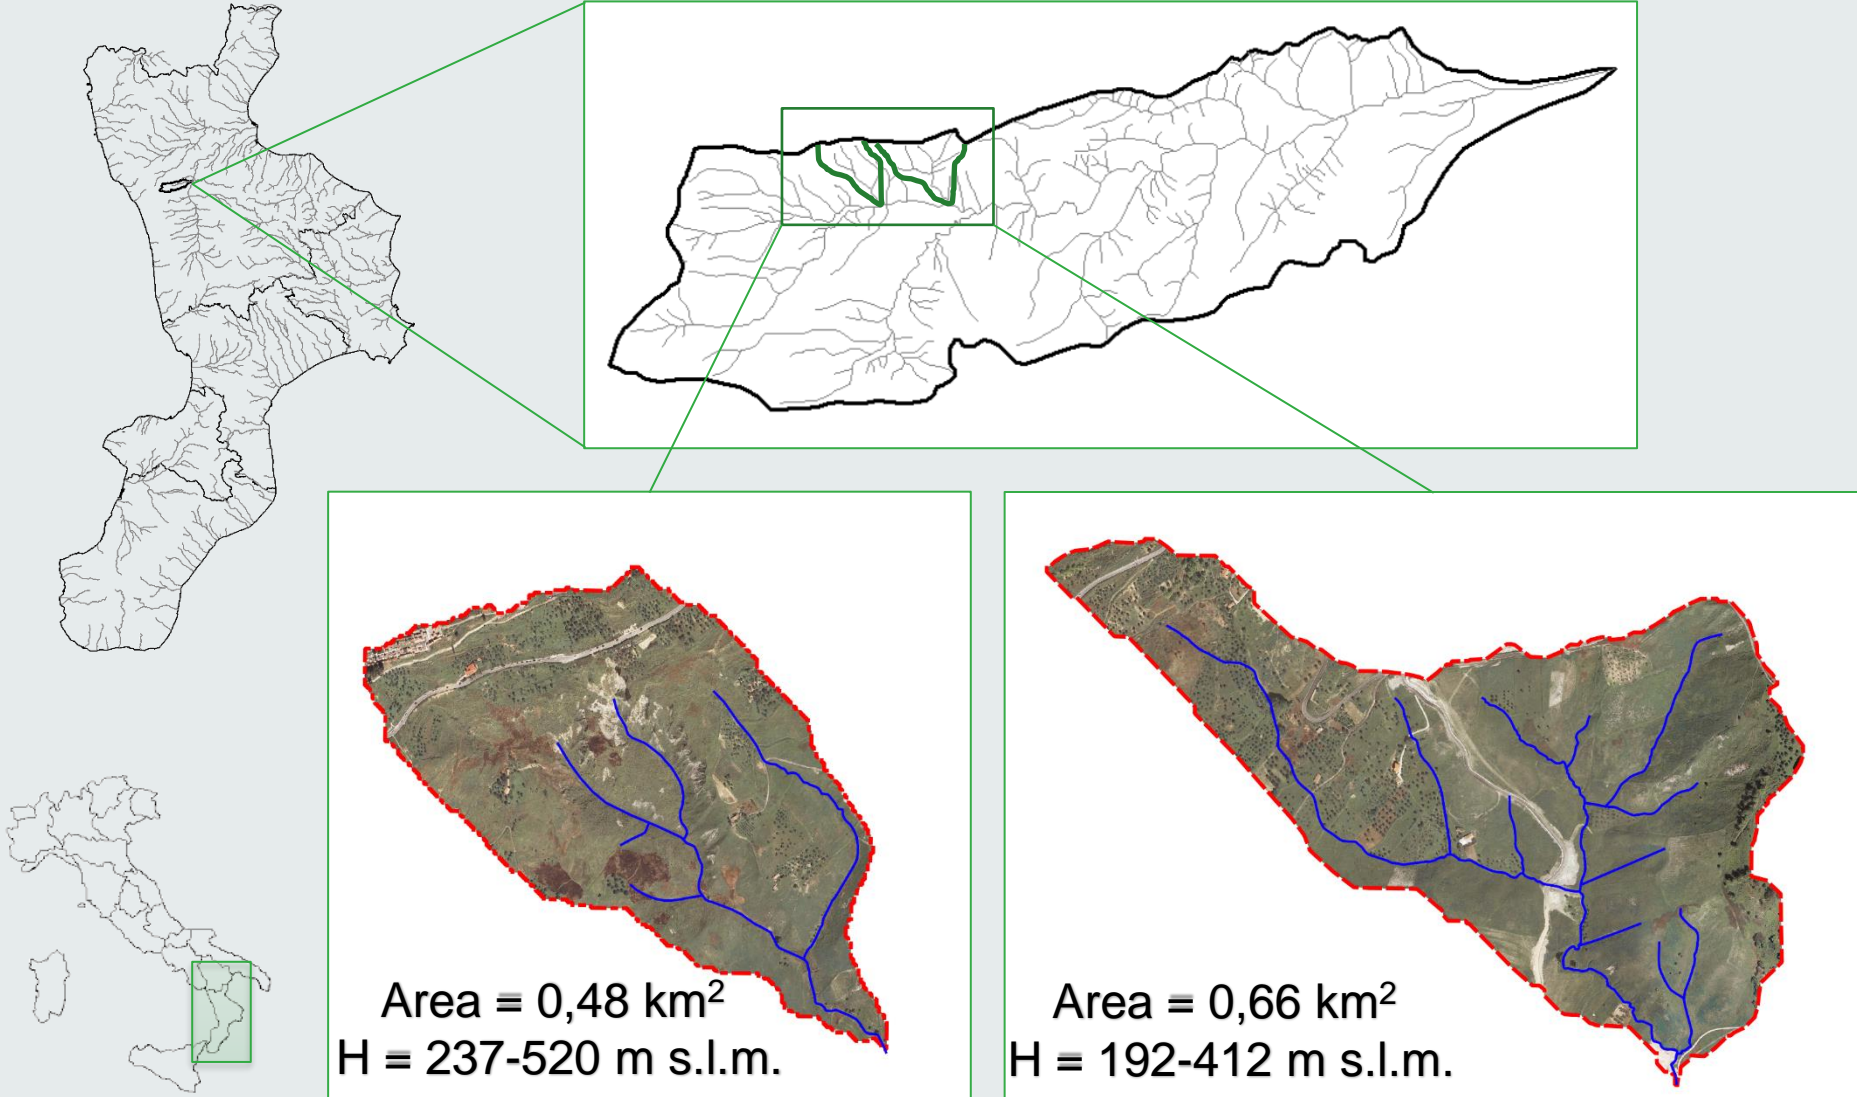 Area = 0,48 km²
H = 237-520 m s.l.m.
Area = 0,66 km²
H = 192-412 m s.l.m.